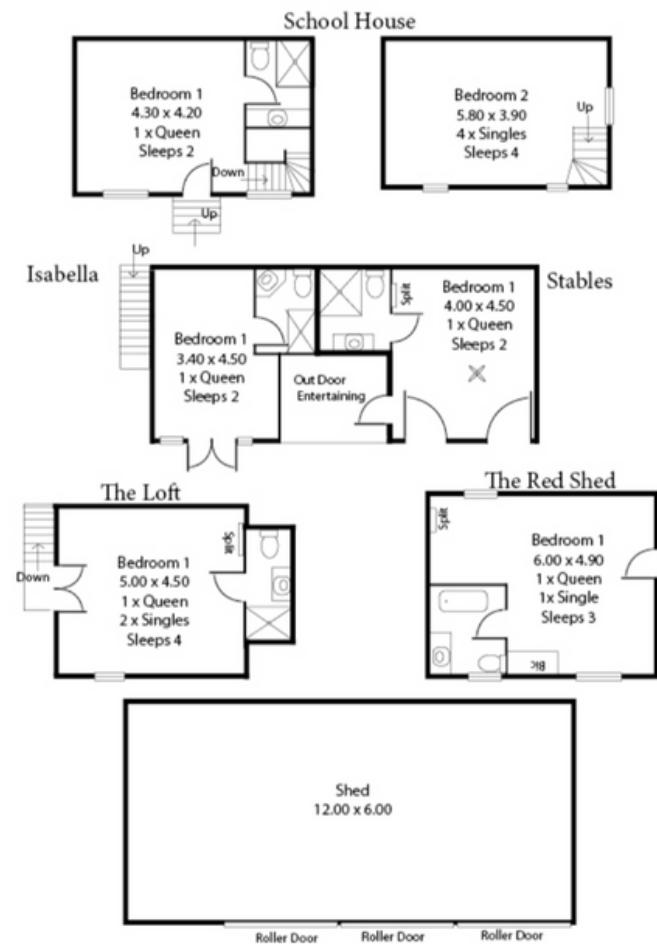 School House
Bedroom 1
4.30 x 4.20
1 x Queen
Sleeps 2
Down
Up
Bedroom 2
5.80 x 3.90
4 x Singles
Sleeps 4
Up
Up
Isabella
Bedroom 1
3.40 x 4.50
1 x Queen
Sleeps 2
Out Door
Entertaining
Split
Bedroom 1
4.00 x 4.50
1 x Queen
Sleeps 2
Stables
The Loft
Down
Bedroom 1
5.00 x 4.50
1 x Queen
2 x Singles
Sleeps 4
Split
The Red Shed
Split
Bedroom 1
6.00 x 4.90
1 x Queen
1x Single
Sleeps 3
Blc
Shed
12.00 x 6.00
Roller Door
Roller Door
Roller Door